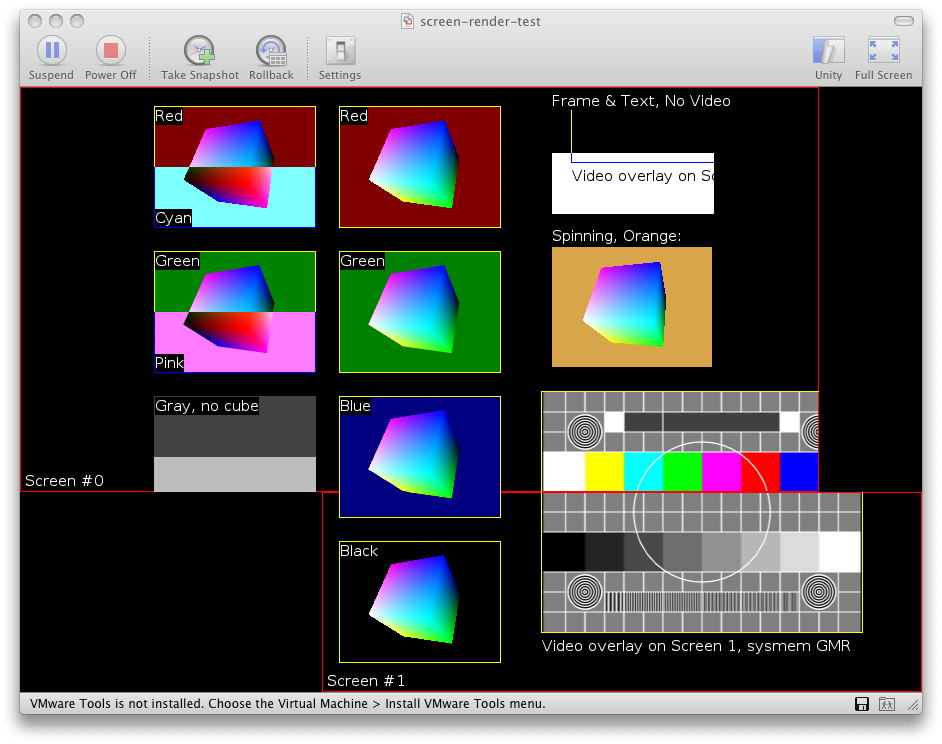 screen-render-test
Suspend
Power Off
Take Snapshot
Rollback
Settings
Unity
Full Screen
Red
Red
Frame & Text, No Video
Video overlay on Sc
Cyan
Spinning, Orange:
Green
Green
Pink
Gray, no cube
Blue
Screen #0
Black
Video overlay on Screen 1, sysmem GMR
Screen #1
VMware Tools is not installed. Choose the Virtual Machine > Install VMware Tools menu.